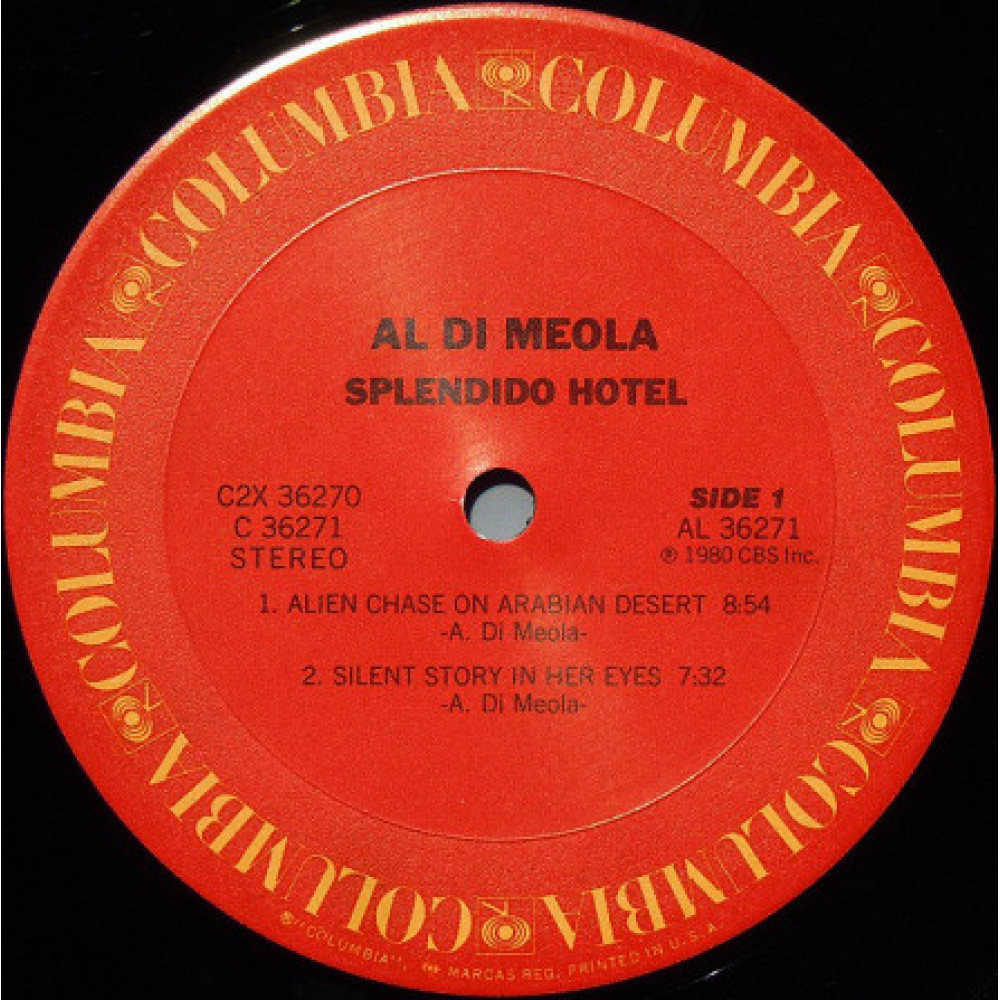 COLUMBIA COLUMBIA COLUMBIA COLUMBIA COLUMBIA COLUMBIA
AL DI MEOLA
SPLENDIDO HOTEL
C2X 36270
C 36271
STEREO
SIDE 1
AL 36271
℗ 1980 CBS Inc.
1. ALIEN CHASE ON ARABIAN DESERT 8:54
-A. Di Meola-
2. SILENT STORY IN HER EYES 7:32
-A. Di Meola-
®"COLUMBIA", MARCAS REG. PRINTED IN U.S.A.